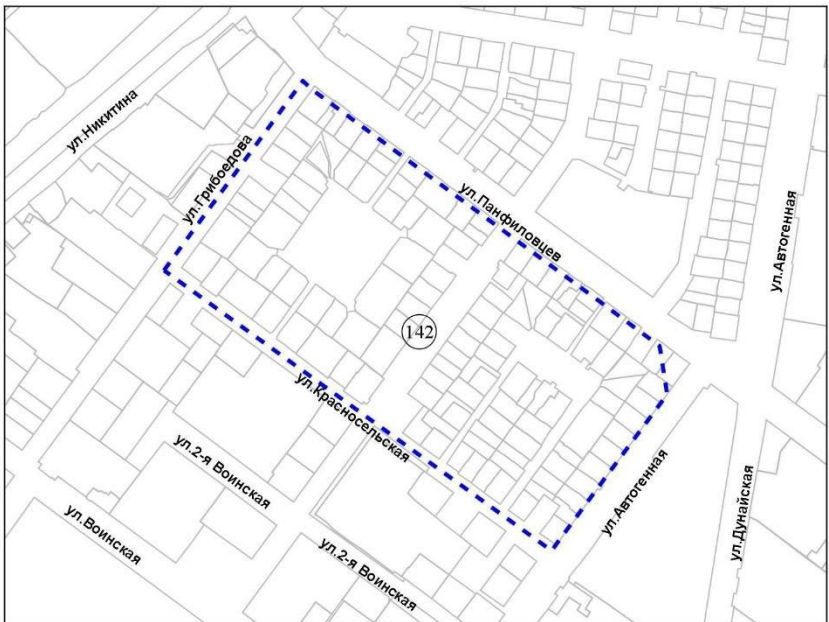 ул.Никитина
ул.Грибоедова
ул.Панфиловцев
ул.Автогенная
142
ул.Красносельская
ул.2-я Воинская
ул.Автогенная
ул.Дунайская
ул.Воинская
ул.2-я Воинская